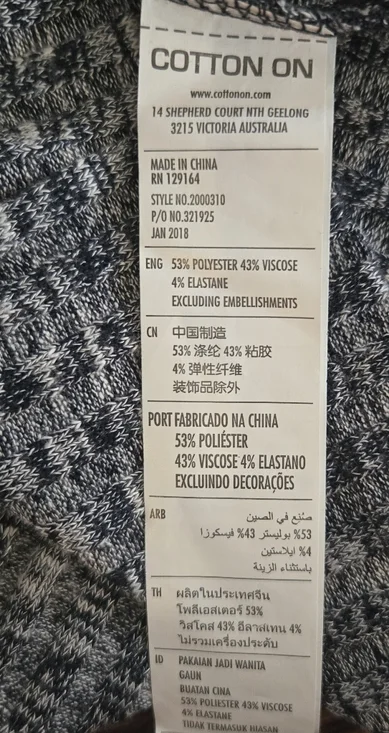 COTTON ON
www.cottonon.com
14 SHEPHERD COURT NTH GEELONG
3215 VICTORIA AUSTRALIA
MADE IN CHINA
RN 129164
STYLE NO.2000310
P/O NO.321925
JAN 2018
ENG 53% POLYESTER 43% VISCOSE
4% ELASTANE
EXCLUDING EMBELLISHMENTS
CN 中国制造
53% 涤纶 43% 粘胶
4% 弹性纤维
装饰品除外
PORT FABRICADO NA CHINA
53% POLIÉSTER
43% VISCOSE 4% ELASTANO
EXCLUINDO DECORAÇÕES
ARB صنع في الصين
53% بوليستر 43% فيسكوزا
4% ايلاستين
باستثناء الزينة
TH ผลิตในประเทศจีน
โพลีเอสเตอร์ 53%
วิสโคส 43% อีลาสเทน 4%
ไม่รวมเครื่องประดับ
ID PAKAIAN JADI WANITA
GAUN
BUATAN CINA
53% POLIESTER 43% VISCOSE
4% ELASTANE
TIDAK TERMASUK HIASAN